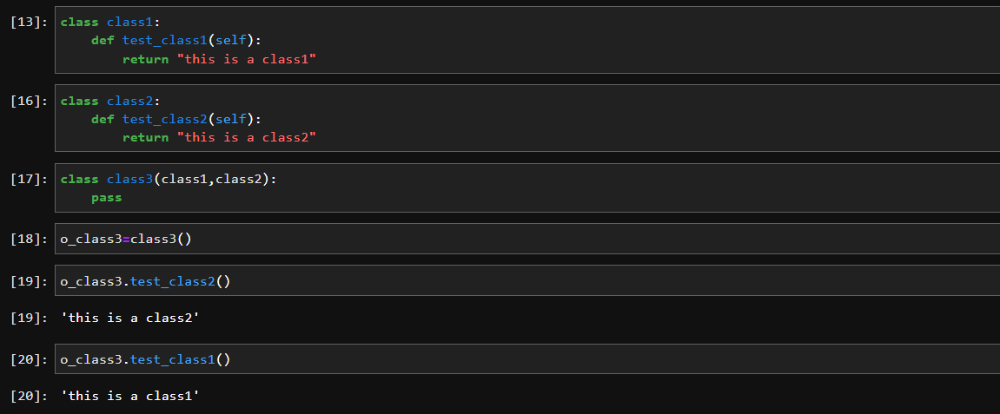 [13]: class class1:
    def test_class1(self):
        return "this is a class1"
[16]: class class2:
    def test_class2(self):
        return "this is a class2"
[17]: class class3(class1,class2):
    pass
[18]: o_class3=class3()
[19]: o_class3.test_class2()
[19]: 'this is a class2'
[20]: o_class3.test_class1()
[20]: 'this is a class1'